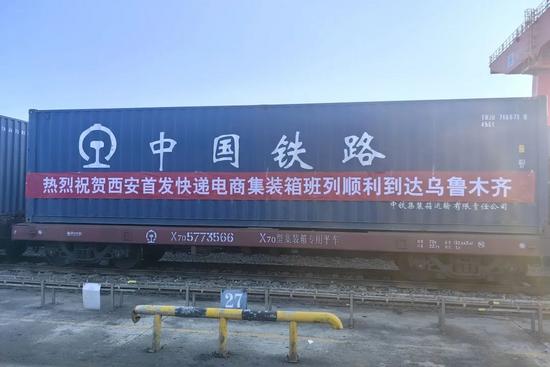 45G1
中国铁路
热烈祝贺西安首发快递电商集装箱班列顺利到达乌鲁木齐
中铁集装箱运输有限责任公司
X70 5773566 X70型集装箱专用平车
27